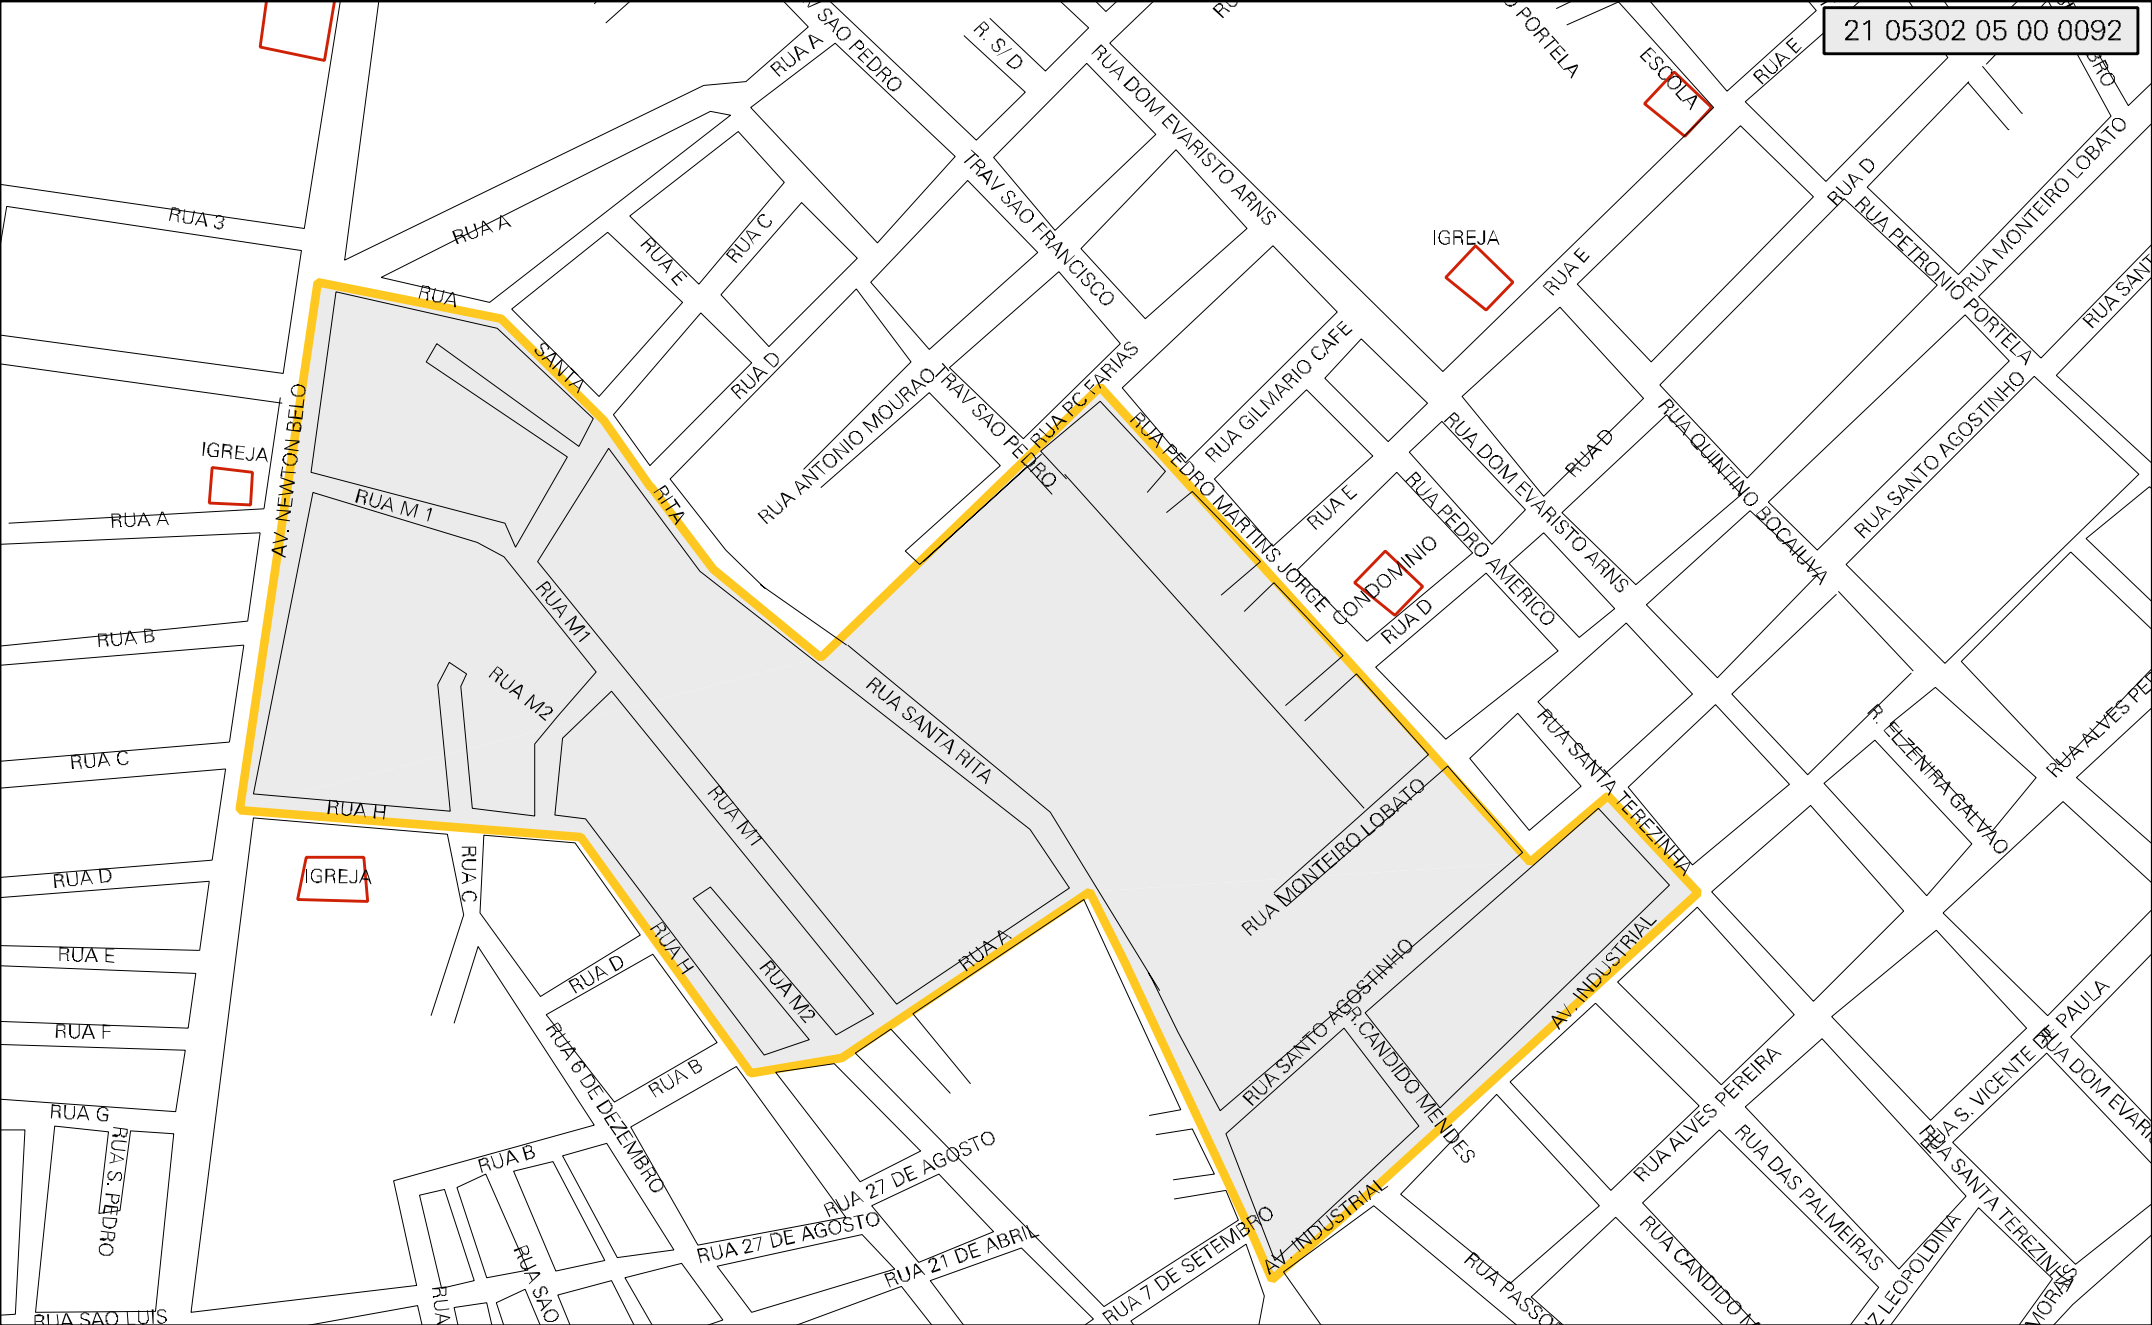 21 05302 05 00 0092
SAO PEDRO
RUA A
R. S/D
RUA DOM EVARISTO ARNS
PORTELA
ESCOLA
RUA E
RUA D
RUA MONTEIRO LOBATO
RUA PETRONIO PORTELA
RUA 3
RUA A
RUA E
RUA C
TRAV SAO FRANCISCO
IGREJA
RUA E
RUA
SANTA
RITA
RUA D
RUA ANTONIO MOURAO
TRAV SAO PEDRO
RUA PC FARIAS
RUA GILMARIO CAFE
RUA PEDRO MARTINS JORGE
RUA E
RUA PEDRO AMERICO
RUA DOM EVARISTO ARNS
RUA D
RUA QUINTINO BOCAIUVA
RUA SANTO AGOSTINHO
CONDOMINIO
RUA D
IGREJA
AV. NEWTON BELO
RUA A
RUA M 1
RUA M1
RUA M2
RUA B
RUA C
RUA H
RUA SANTA RITA
RUA M1
RUA SANTA TEREZINHA
R. ELZENIRA GALVAO
RUA MONTEIRO LOBATO
IGREJA
RUA D
RUA C
RUA H
RUA A
RUA M2
RUA D
RUA E
RUA SANTO AGOSTINHO
AV. INDUSTRIAL
R.CANDIDO MENDES
RUA F
RUA 6 DE DEZEMBRO
RUA B
RUA G
RUA S. PEDRO
RUA B
RUA 27 DE AGOSTO
RUA 27 DE AGOSTO
RUA 21 DE ABRIL
RUA 7 DE SETEMBRO
AV. INDUSTRIAL
RUA ALVES PEREIRA
RUA DAS PALMEIRAS
RUA S. VICENTE DE PAULA
RUA SANTA TEREZINHA
RUA SAO LUIS
RUA SAO
RUA
LEOPOLDINA